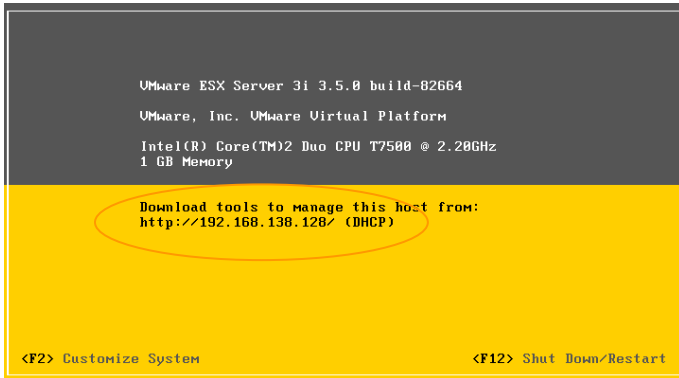 VMware ESX Server 3i 3.5.0 build-82664
VMware, Inc. VMware Virtual Platform
Intel(R) Core(TM)2 Duo CPU T7500 @ 2.20GHz
1 GB Memory
Download tools to manage this host from:
http://192.168.138.128/ (DHCP)
<F2> Customize System
<F12> Shut Down/Restart